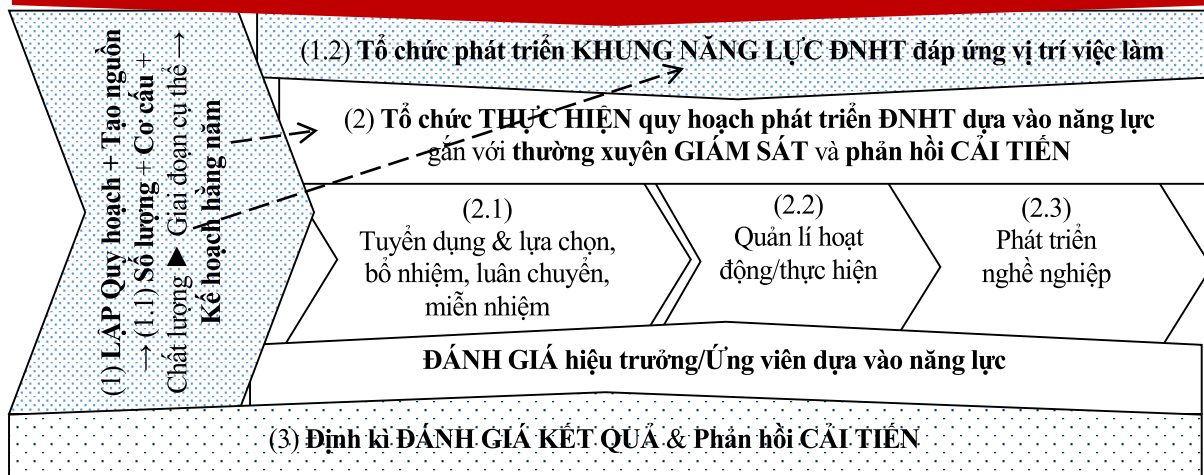 (1) LẬP Quy hoạch + Tạo nguồn
→ (1.1) Số lượng + Cơ cấu +
Chất lượng ► Giai đoạn cụ thể →
Kế hoạch hằng năm
(1.2) Tổ chức phát triển KHUNG NĂNG LỰC ĐNHT đáp ứng vị trí việc làm
(2) Tổ chức THỰC HIỆN quy hoạch phát triển ĐNHT dựa vào năng lực
gắn với thường xuyên GIÁM SÁT và phản hồi CẢI TIẾN
(2.1)
Tuyển dụng & lựa chọn,
bổ nhiệm, luân chuyển,
miễn nhiệm
(2.2)
Quản lí hoạt
động/thực hiện
(2.3)
Phát triển
nghề nghiệp
ĐÁNH GIÁ hiệu trưởng/Ứng viên dựa vào năng lực
(3) Định kì ĐÁNH GIÁ KẾT QUẢ & Phản hồi CẢI TIẾN